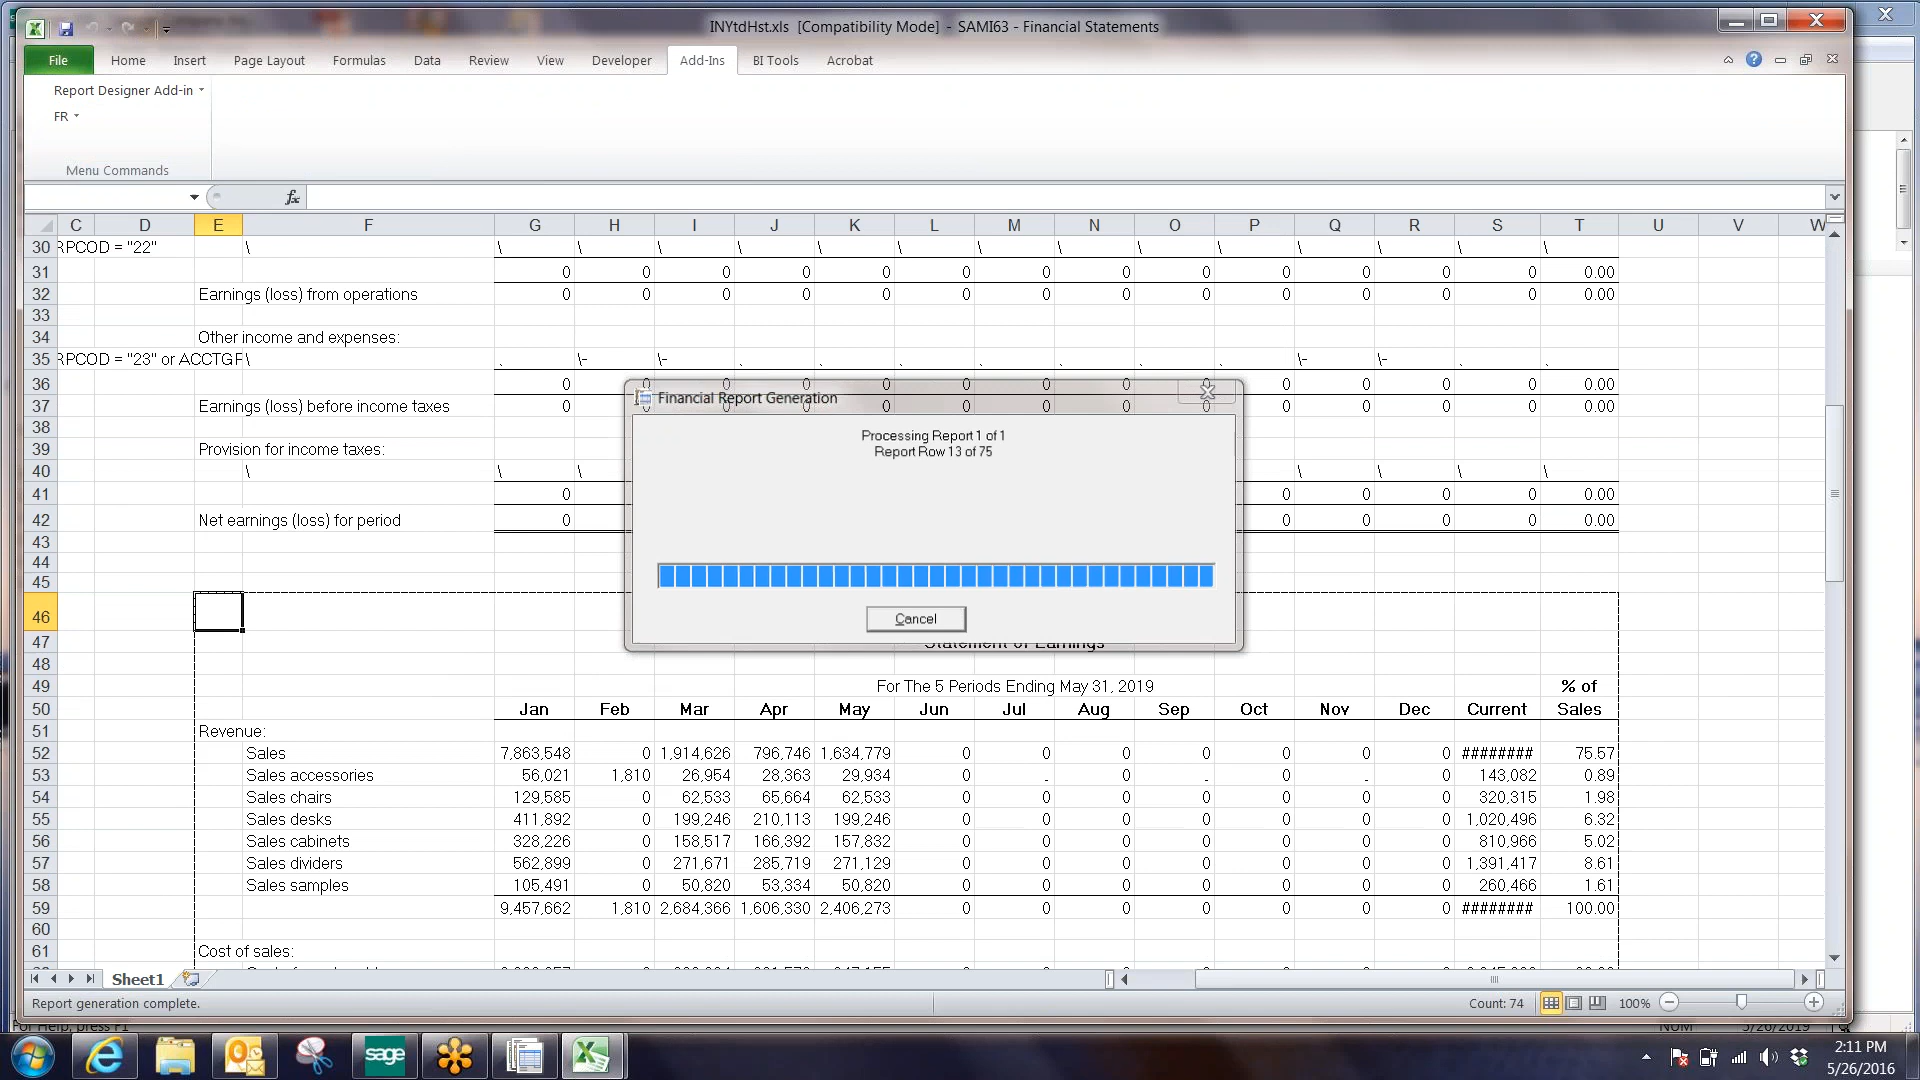 INYtdHst.xls [Compatibility Mode] - SAMI63 - Financial Statements
File Home Insert Page Layout Formulas Data Review View Developer Add-Ins BI Tools Acrobat
Report Designer Add-in
FR
Menu Commands
fx
C D E F G H I J K L M N O P Q R S T U V W
30 RPCOD = "22" \ \ \ \ \ \ \ \ \ \ \ \ \ \ \
31 0 0 0 0 0 0 0 0 0 0 0 0 0 0.00
32 Earnings (loss) from operations 0 0 0 0 0 0 0 0 0 0 0 0 0 0.00
33
34 Other income and expenses:
35 RPCOD = "23" or ACCTGF \ \- \- \- \-
36 0 0 0 0 0 0 0 0 0 0 0 0 0 0.00
37 Earnings (loss) before income taxes 0 0 0 0 0 0 0 0 0 0 0 0 0 0.00
38
39 Provision for income taxes:
40 \ \ \ \ \ \ \
41 0 0 0 0 0 0.00
42 Net earnings (loss) for period 0 0 0 0 0 0.00
43
44
45
46
47 Statement of Earnings
48
49 For The 5 Periods Ending May 31, 2019 % of
50 Jan Feb Mar Apr May Jun Jul Aug Sep Oct Nov Dec Current Sales
51 Revenue:
52 Sales 7,863,548 0 1,914,626 796,746 1,634,779 0 0 0 0 0 0 0 ######## 75.57
53 Sales accessories 56,021 1,810 26,954 28,363 29,934 0 - 0 - 0 - 0 143,082 0.89
54 Sales chairs 129,585 0 62,533 65,664 62,533 0 0 0 0 0 0 0 320,315 1.98
55 Sales desks 411,892 0 199,246 210,113 199,246 0 0 0 0 0 0 0 1,020,496 6.32
56 Sales cabinets 328,226 0 158,517 166,392 157,832 0 0 0 0 0 0 0 810,966 5.02
57 Sales dividers 562,899 0 271,671 285,719 271,129 0 0 0 0 0 0 0 1,391,417 8.61
58 Sales samples 105,491 0 50,820 53,334 50,820 0 0 0 0 0 0 0 260,466 1.61
59 9,457,662 1,810 2,684,366 1,606,330 2,406,273 0 0 0 0 0 0 0 ######## 100.00
60
61 Cost of sales:
Financial Report Generation
Processing Report 1 of 1
Report Row 13 of 75
Cancel
Sheet1
Report generation complete. Count: 74 100%
For Help, press F1 NUM 5/26/2019
sage
2:11 PM
5/26/2016